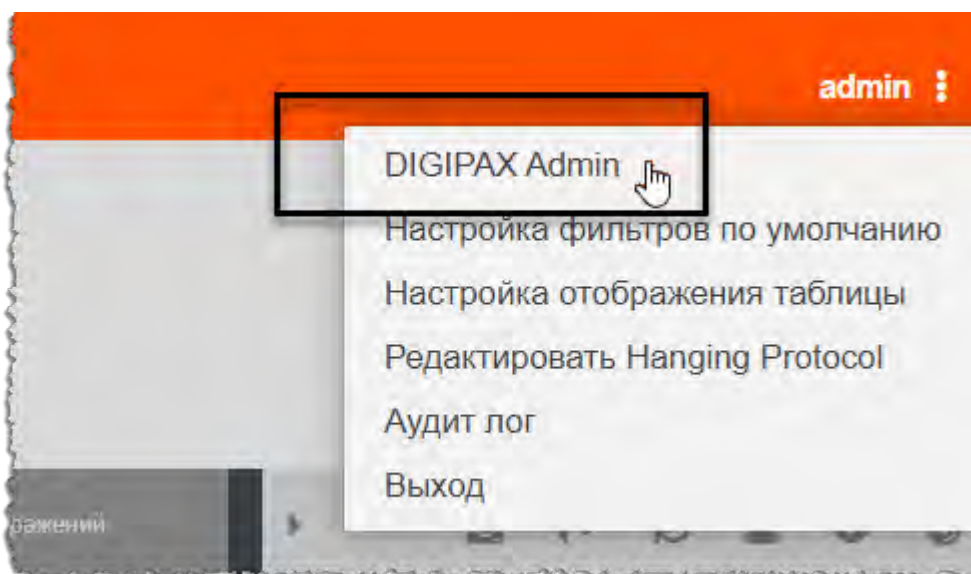 admin
DIGIPAX Admin
Настройка фильтров по умолчанию
Настройка отображения таблицы
Редактировать Hanging Protocol
Аудит лог
Выход